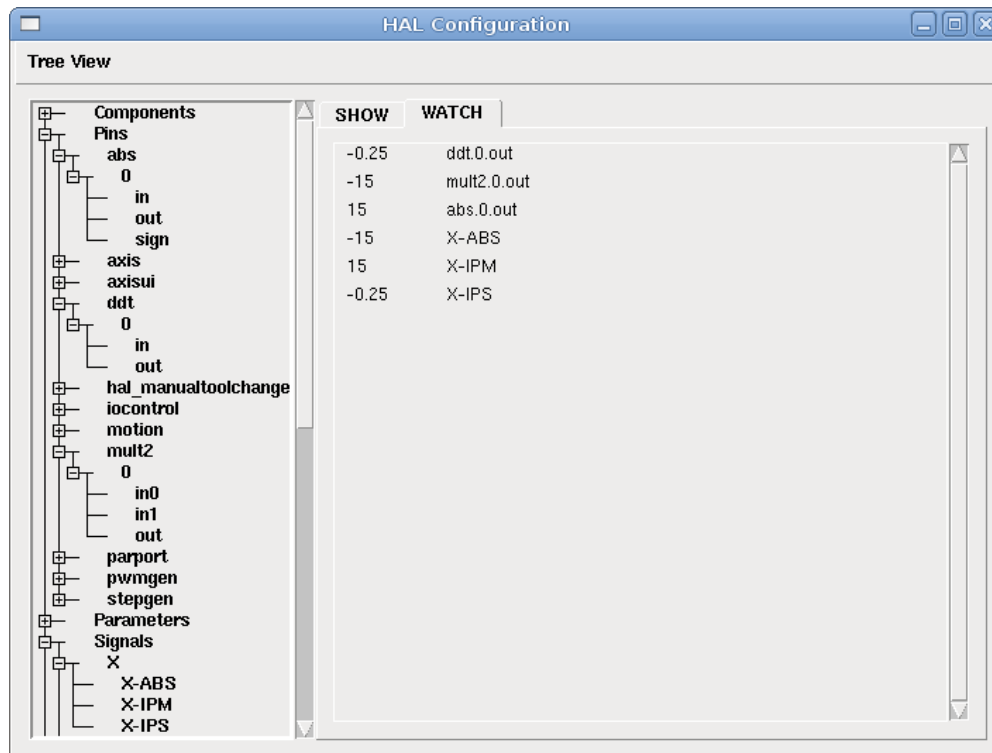 HAL Configuration
Tree View
Components
Pins
abs
0
in
out
sign
axis
axisui
ddt
0
in
out
hal_manualtoolchange
iocontrol
motion
mult2
0
in0
in1
out
parport
pwmgen
stepgen
Parameters
Signals
X
X-ABS
X-IPM
X-IPS
SHOW WATCH
-0.25 ddt.0.out
-15 mult2.0.out
15 abs.0.out
-15 X-ABS
15 X-IPM
-0.25 X-IPS